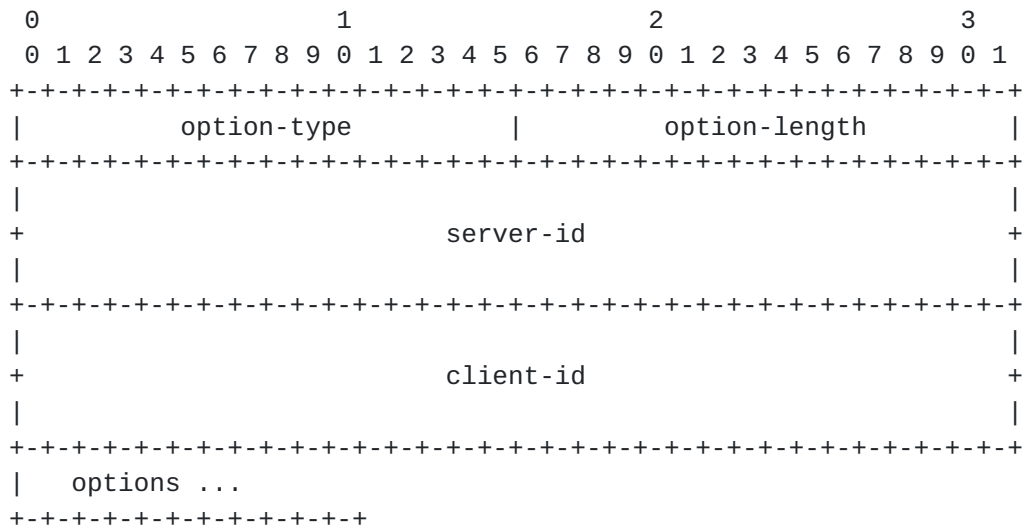 0                   1                   2                   3
 0 1 2 3 4 5 6 7 8 9 0 1 2 3 4 5 6 7 8 9 0 1 2 3 4 5 6 7 8 9 0 1
+-+-+-+-+-+-+-+-+-+-+-+-+-+-+-+-+-+-+-+-+-+-+-+-+-+-+-+-+-+-+-+-+
|          option-type          |         option-length         |
+-+-+-+-+-+-+-+-+-+-+-+-+-+-+-+-+-+-+-+-+-+-+-+-+-+-+-+-+-+-+-+-+
|                                                               |
+                           server-id                           +
|                                                               |
+-+-+-+-+-+-+-+-+-+-+-+-+-+-+-+-+-+-+-+-+-+-+-+-+-+-+-+-+-+-+-+-+
|                                                               |
+                           client-id                           +
|                                                               |
+-+-+-+-+-+-+-+-+-+-+-+-+-+-+-+-+-+-+-+-+-+-+-+-+-+-+-+-+-+-+-+-+
|   options ...
+-+-+-+-+-+-+-+-+-+-+-+